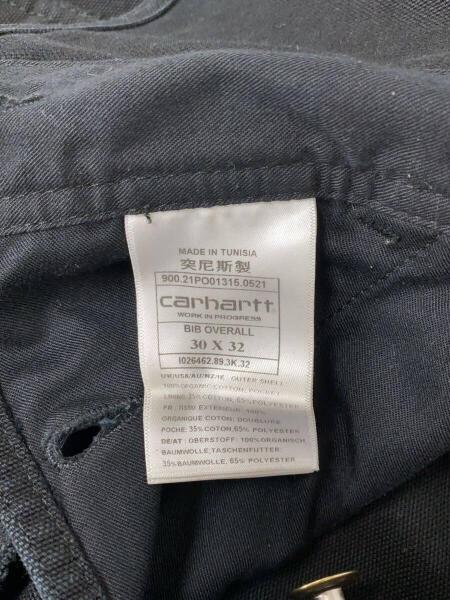 MADE IN TUNISIA
突尼斯製
900.21PO01315.0521
carhartt
WORK IN PROGRESS
BIB OVERALL
30 X 32
I026462.89.3K.32
UK/USA/AU/NZ/IE OUTER SHELL
100%ORGANIC COTTON, POCKET
LINING: 35%COTTON, 65%POLYESTER
FR : TISSU EXTERIEUR: 100%
ORGANIQUE COTON: DOUBLURE
POCHE: 35%COTON, 65% POLYESTER
DE/AT : OBERSTOFF: 100%ORGANISCH
BAUMWOLLE, TASCHENFUTTER:
35%BAUMWOLLE, 65% POLYESTER